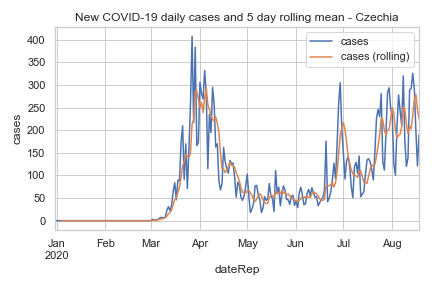 New COVID-19 daily cases and 5 day rolling mean - Czechia
cases
cases (rolling)
400
350
300
250
200
150
100
50
0
cases
Jan Feb Mar Apr May Jun Jul Aug
2020
dateRep